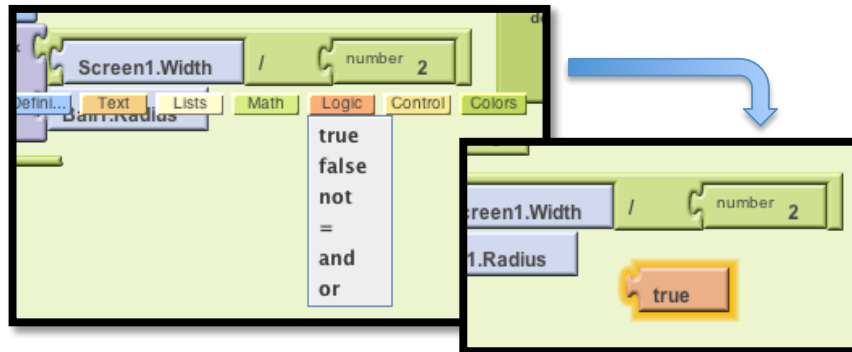 Screen1.Width / number 2
Defini... Text Lists Math Logic Control Colors
Ball1.Radius
true
false
not
=
and
or
creen1.Width / number 2
1.Radius
true